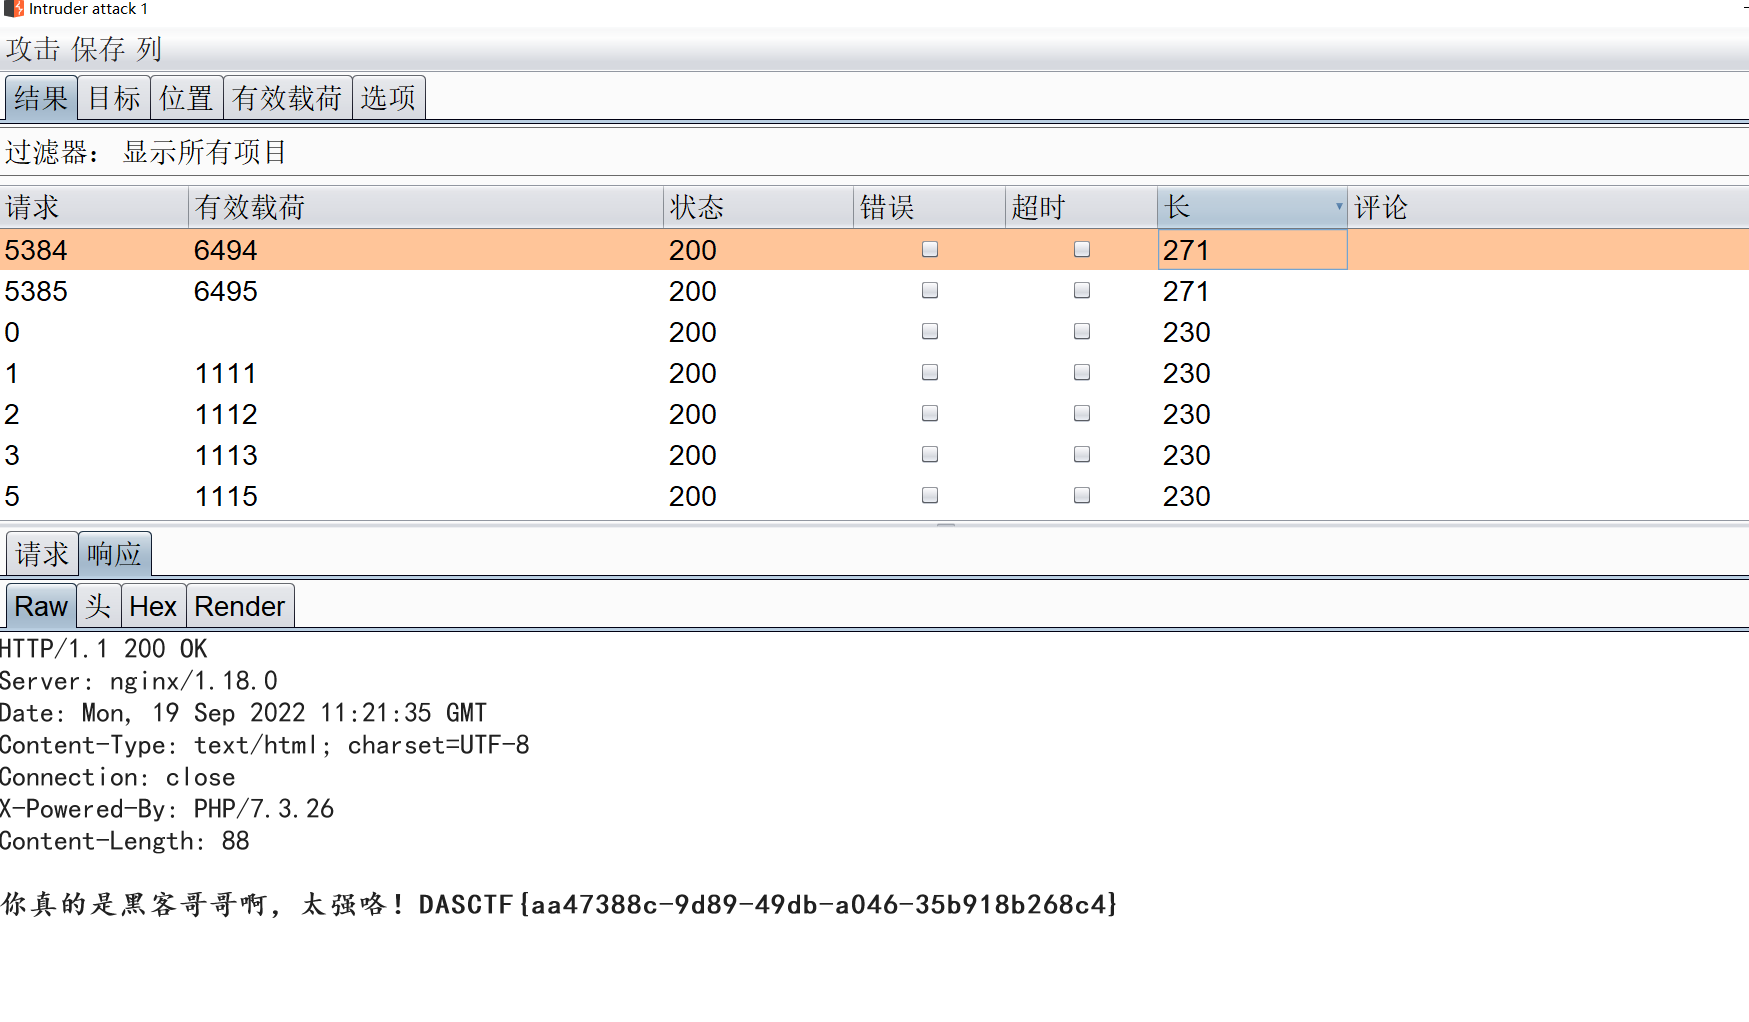 Intruder attack 1
攻击 保存 列
结果 目标 位置 有效载荷 选项
过滤器： 显示所有项目
请求 有效载荷 状态 错误 超时 长 评论
5384 6494 200 271
5385 6495 200 271
0 200 230
1 1111 200 230
2 1112 200 230
3 1113 200 230
5 1115 200 230
请求 响应
Raw 头 Hex Render
HTTP/1.1 200 OK
Server: nginx/1.18.0
Date: Mon, 19 Sep 2022 11:21:35 GMT
Content-Type: text/html; charset=UTF-8
Connection: close
X-Powered-By: PHP/7.3.26
Content-Length: 88
你真的是黑客哥哥啊，太强咯！DASCTF{aa47388c-9d89-49db-a046-35b918b268c4}